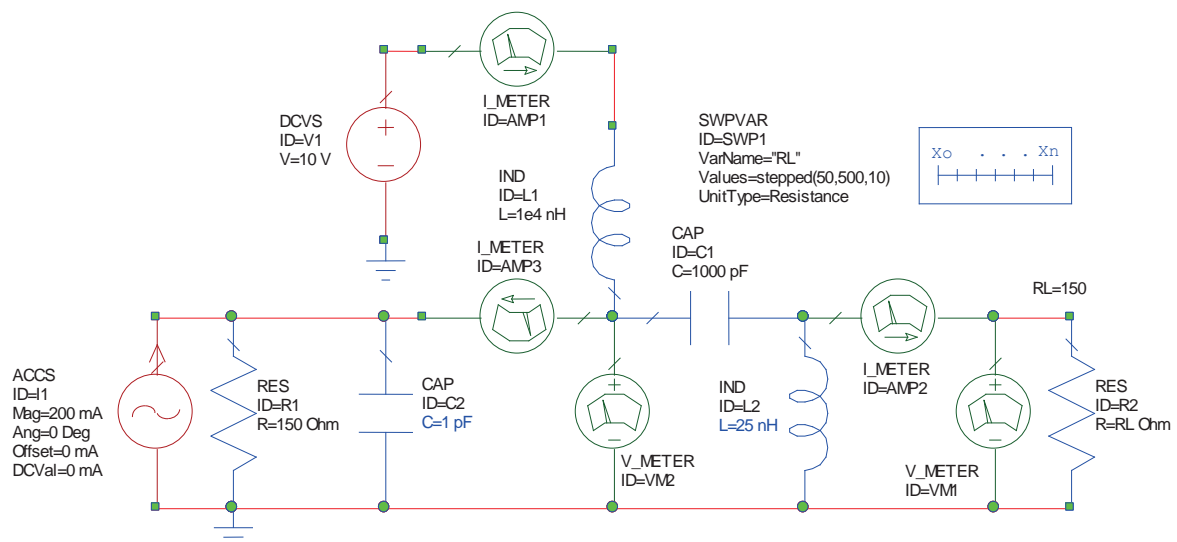 I_METER
ID=AMP1
DCVS
ID=V1
V=10 V
SWPVAR
ID=SWP1
VarName="RL"
Values=stepped(50,500,10)
UnitType=Resistance
Xo . . . Xn
IND
ID=L1
L=1e4 nH
I_METER
ID=AMP3
CAP
ID=C1
C=1000 pF
RL=150
ACCS
ID=I1
Mag=200 mA
Ang=0 Deg
Offset=0 mA
DCVal=0 mA
RES
ID=R1
R=150 Ohm
CAP
ID=C2
C=1 pF
V_METER
ID=VM2
IND
ID=L2
L=25 nH
I_METER
ID=AMP2
V_METER
ID=VM1
RES
ID=R2
R=RL Ohm